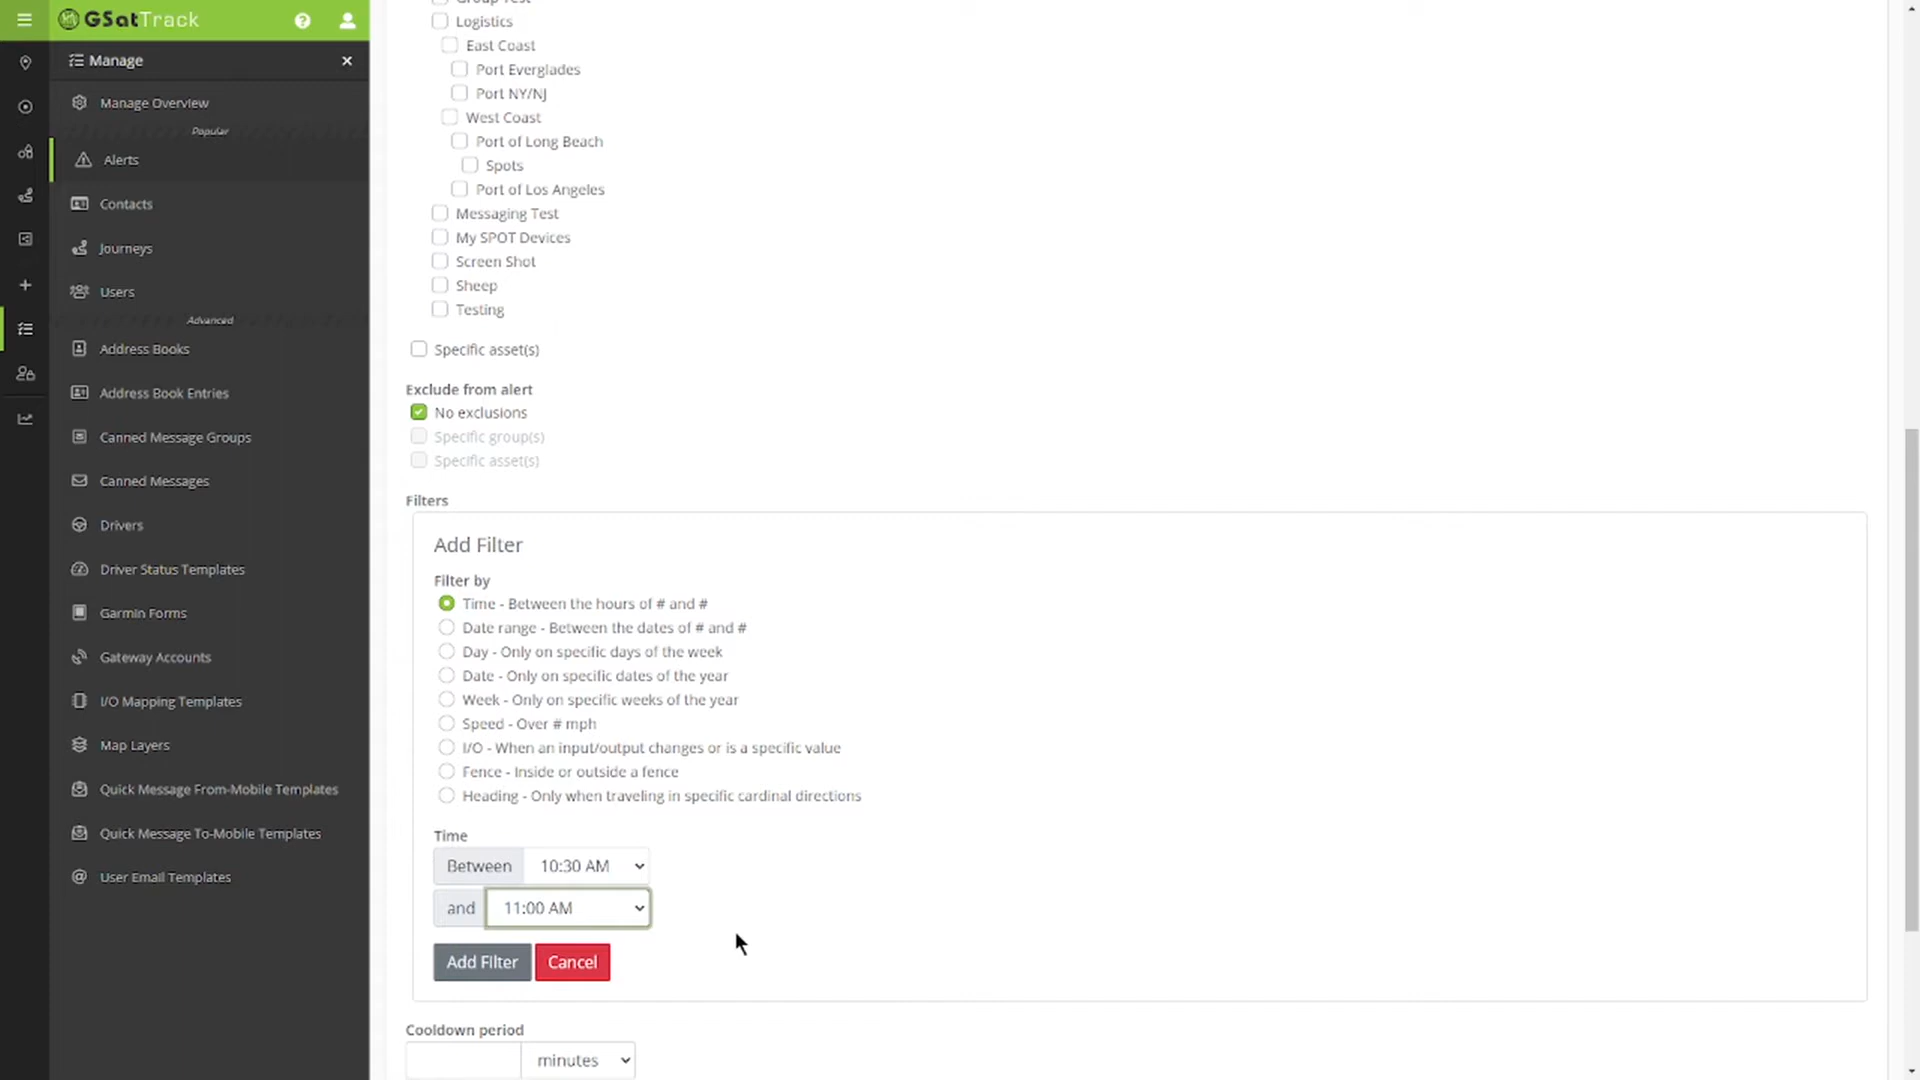 GSatTrack
Manage
Manage Overview
Popular
Alerts
Contacts
Journeys
Users
Advanced
Address Books
Address Book Entries
Canned Message Groups
Canned Messages
Drivers
Driver Status Templates
Garmin Forms
Gateway Accounts
I/O Mapping Templates
Map Layers
Quick Message From-Mobile Templates
Quick Message To-Mobile Templates
User Email Templates
Group Test
Logistics
East Coast
Port Everglades
Port NY/NJ
West Coast
Port of Long Beach
Spots
Port of Los Angeles
Messaging Test
My SPOT Devices
Screen Shot
Sheep
Testing
Specific asset(s)
Exclude from alert
No exclusions
Specific group(s)
Specific asset(s)
Filters
Add Filter
Filter by
Time - Between the hours of # and #
Date range - Between the dates of # and #
Day - Only on specific days of the week
Date - Only on specific dates of the year
Week - Only on specific weeks of the year
Speed - Over # mph
I/O - When an input/output changes or is a specific value
Fence - Inside or outside a fence
Heading - Only when traveling in specific cardinal directions
Time
Between 10:30 AM
and 11:00 AM
Add Filter Cancel
Cooldown period
minutes